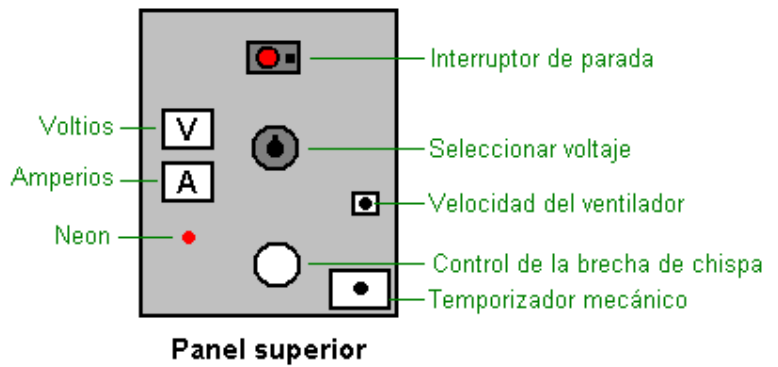 Interruptor de parada
Voltios
V
Seleccionar voltaje
Amperios
A
Velocidad del ventilador
Neon
Control de la brecha de chispa
Temporizador mecánico
Panel superior